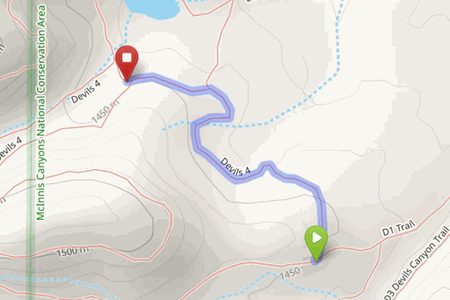 McInnis Canyons National Conservation Area
Devils 4
1450 m
Devils 4
Devils 4
D1 Trail
1500 m
1450
D3 Devils Canyon Trail